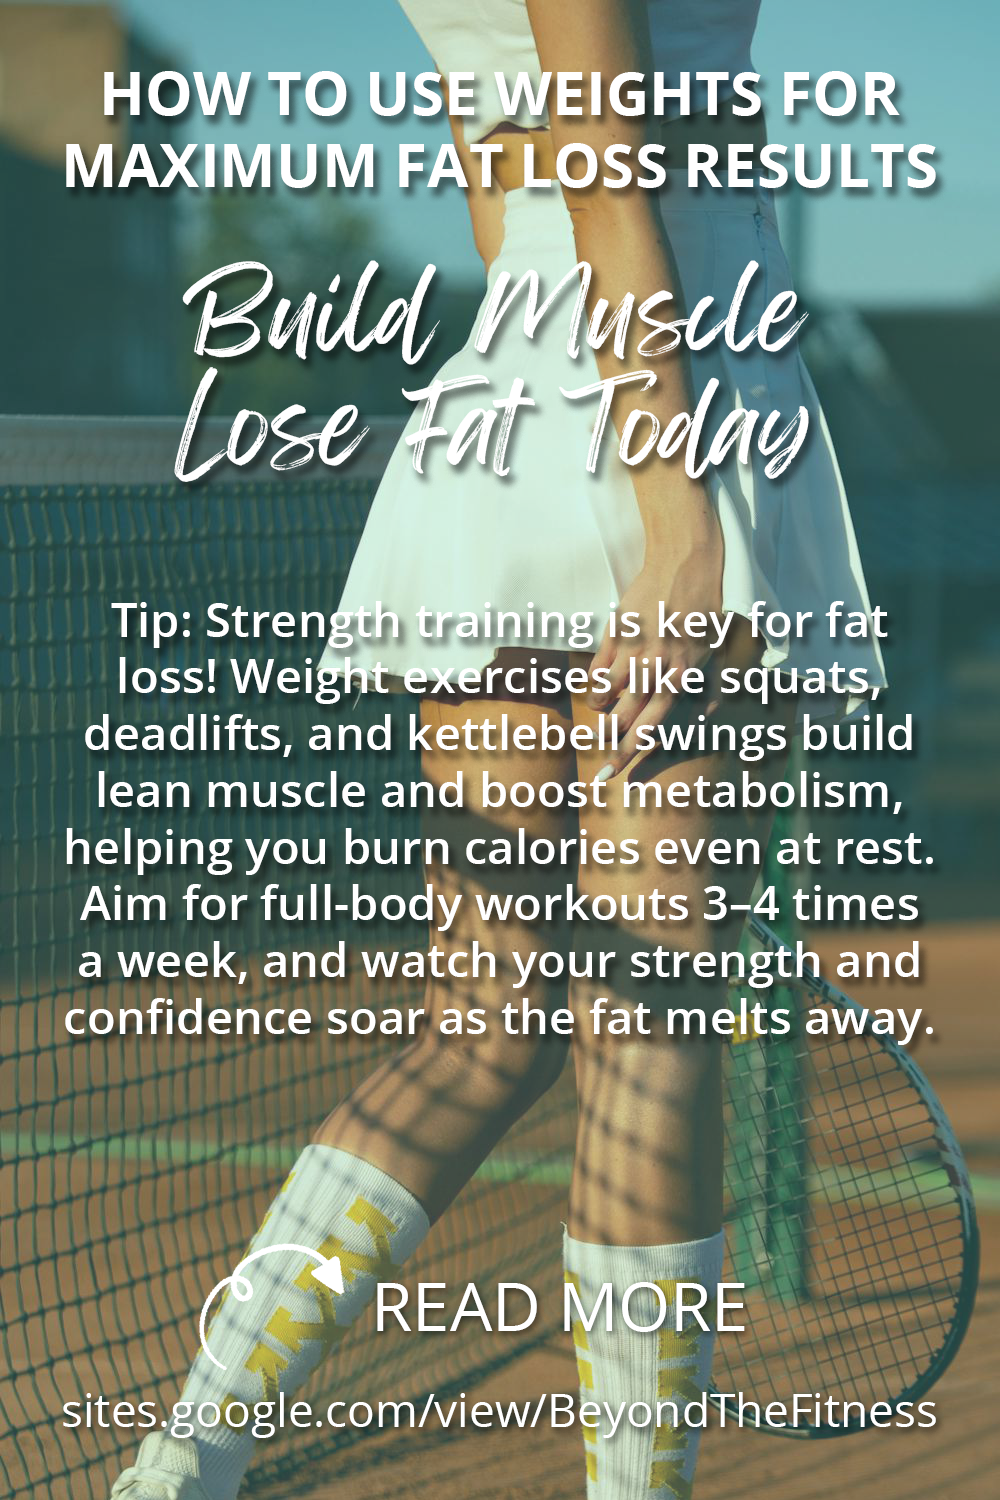 HOW TO USE WEIGHTS FOR
MAXIMUM FAT LOSS RESULTS
Build Muscle
Lose Fat Today
Tip: Strength training is key for fat
loss! Weight exercises like squats,
deadlifts, and kettlebell swings build
lean muscle and boost metabolism,
helping you burn calories even at rest.
Aim for full-body workouts 3–4 times
a week, and watch your strength and
confidence soar as the fat melts away.
READ MORE
sites.google.com/view/BeyondTheFitness